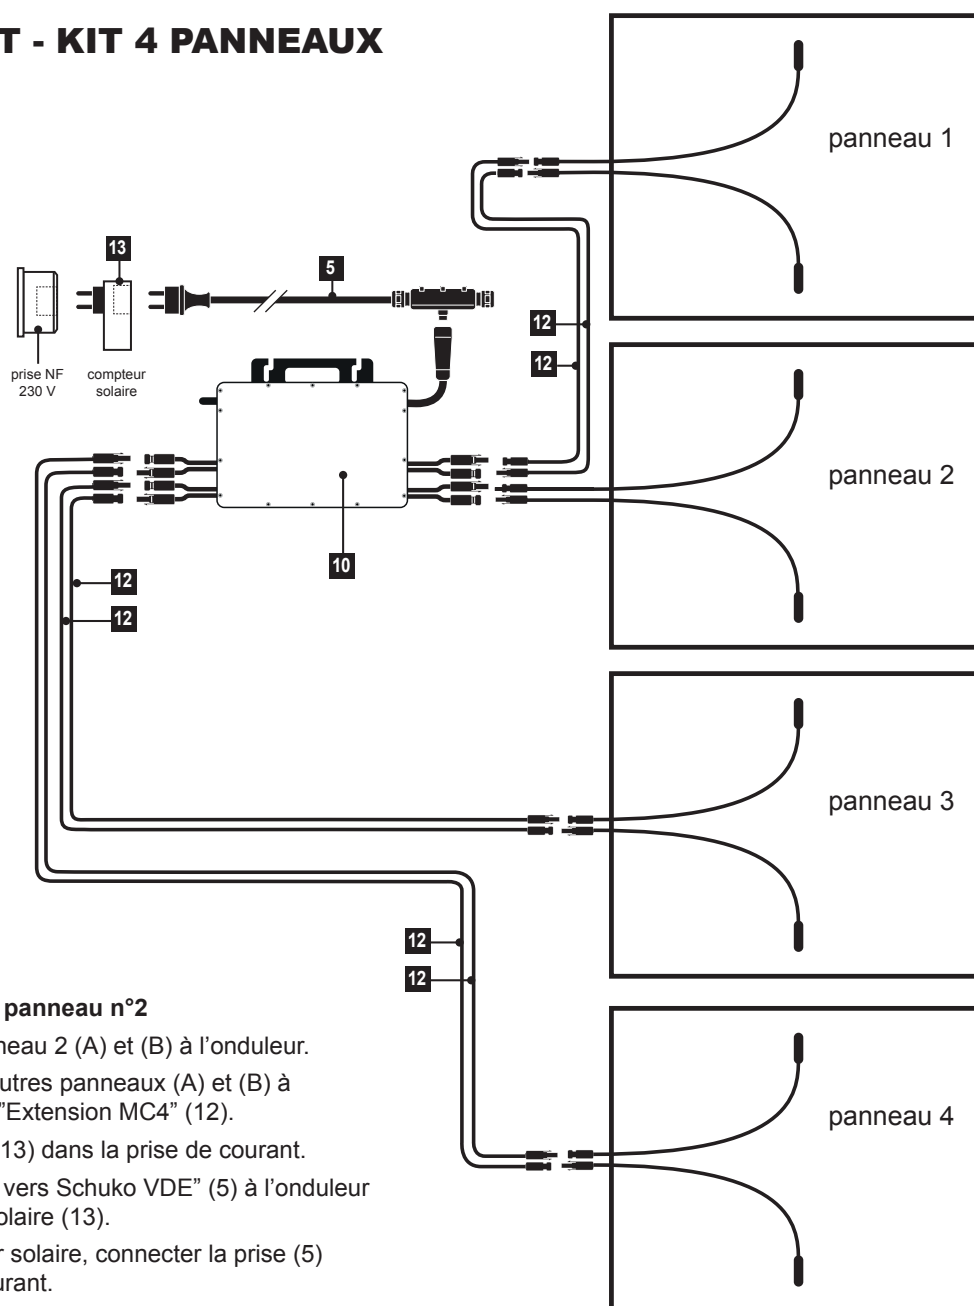 T - KIT 4 PANNEAUX
panneau 1
13
5
12
12
prise NF
230 V
compteur
solaire
panneau 2
10
12
12
panneau 3
12
12
panneau n°2
neau 2 (A) et (B) à l’onduleur.
utres panneaux (A) et (B) à
”Extension MC4” (12).
13) dans la prise de courant.
vers Schuko VDE” (5) à l’onduleur
olaire (13).
r solaire, connecter la prise (5)
urant.
panneau 4